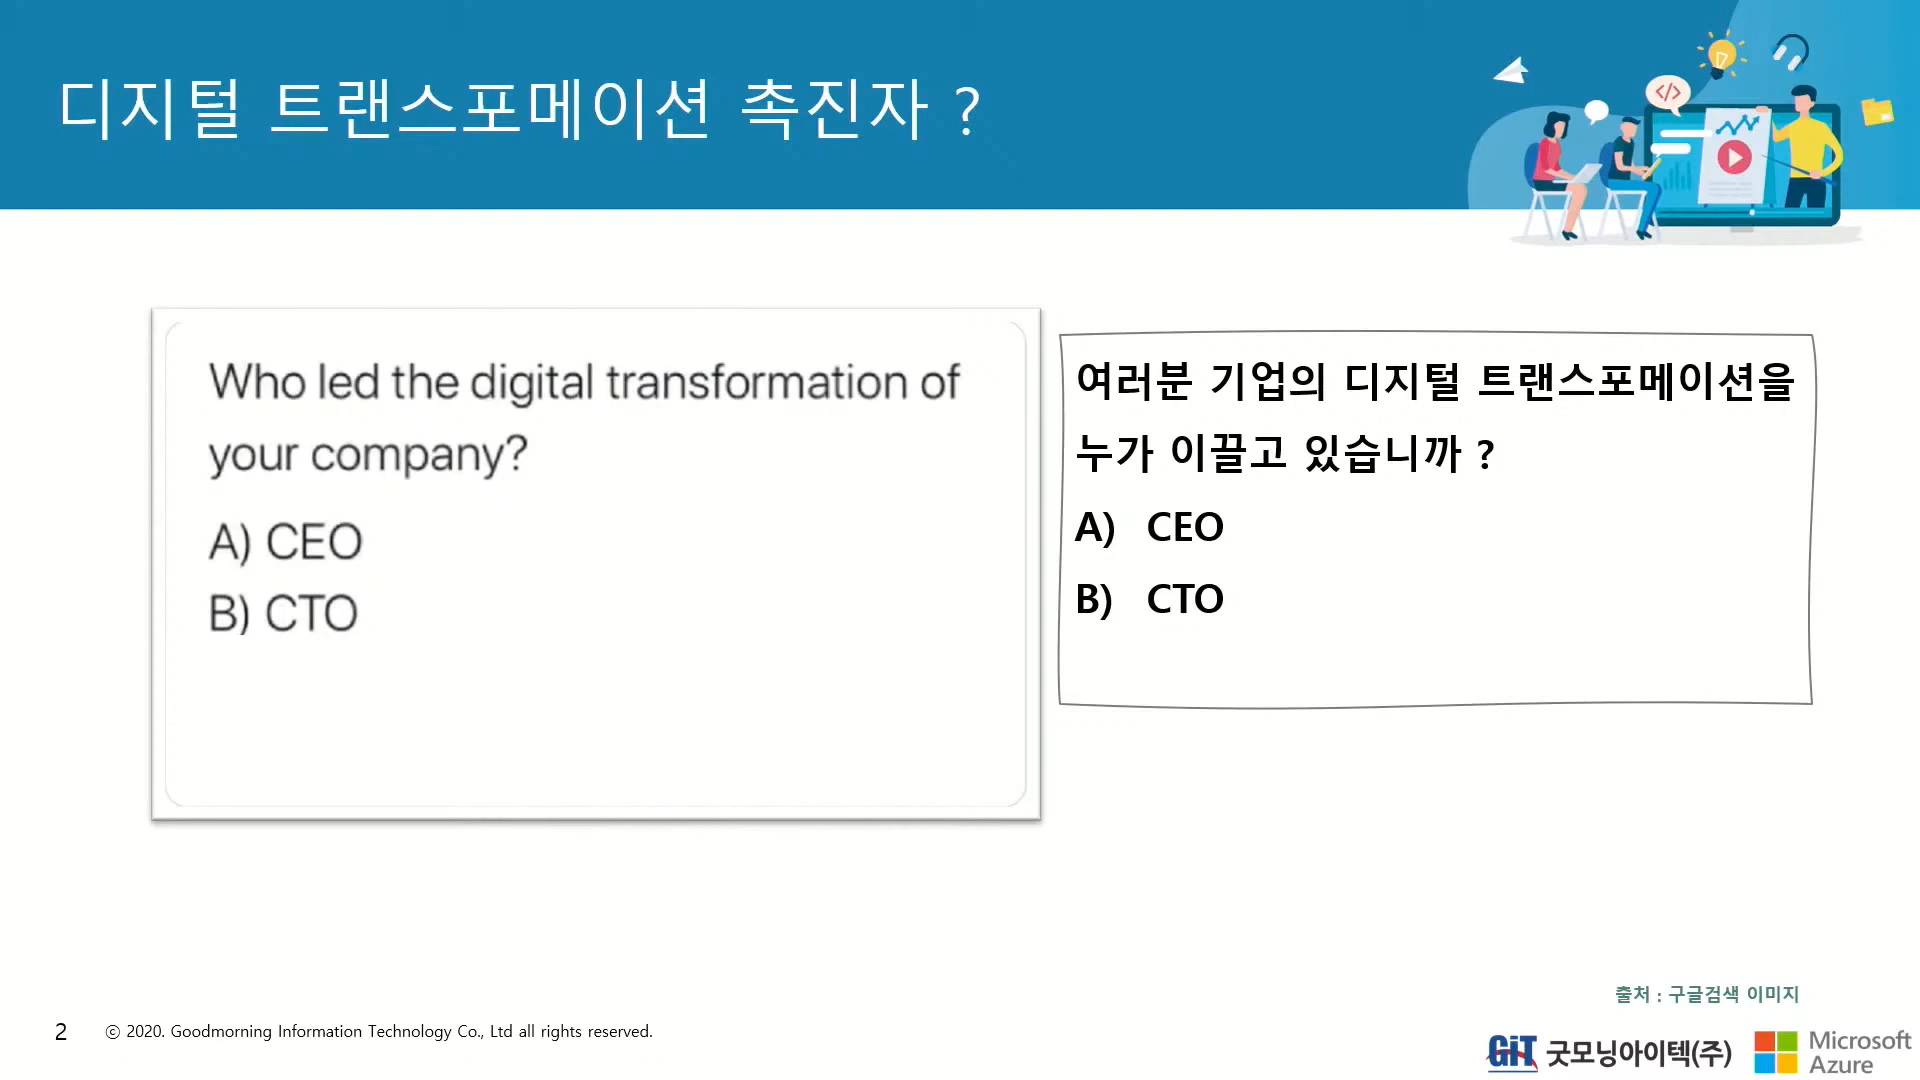 디지털 트랜스포메이션 촉진자 ?
</>
Who led the digital transformation of
your company?
A) CEO
B) CTO
여러분 기업의 디지털 트랜스포메이션을
누가 이끌고 있습니까 ?
A) CEO
B) CTO
출처 : 구글검색 이미지
2
ⓒ 2020. Goodmorning Information Technology Co., Ltd all rights reserved.
GiT 굿모닝아이텍(주)
Microsoft
Azure